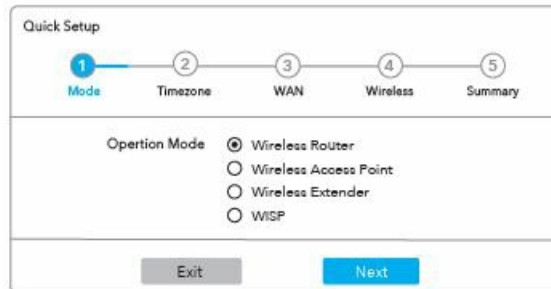 Quick Setup
1 2 3 4 5
Mode Timezone WAN Wireless Summary
Opertion Mode Wireless Router
Wireless Access Point
Wireless Extender
WISP
Exit Next